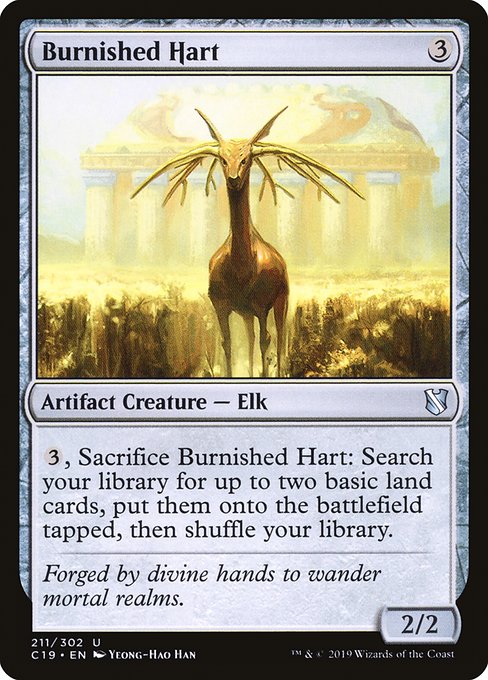 Burnished Hart 3
Artifact Creature — Elk
3, Sacrifice Burnished Hart: Search
your library for up to two basic land
cards, put them onto the battlefield
tapped, then shuffle your library.
Forged by divine hands to wander
mortal realms.
2/2
211/302 U
C19 • EN Yeong-Hao Han
™ & © 2019 Wizards of the Coast